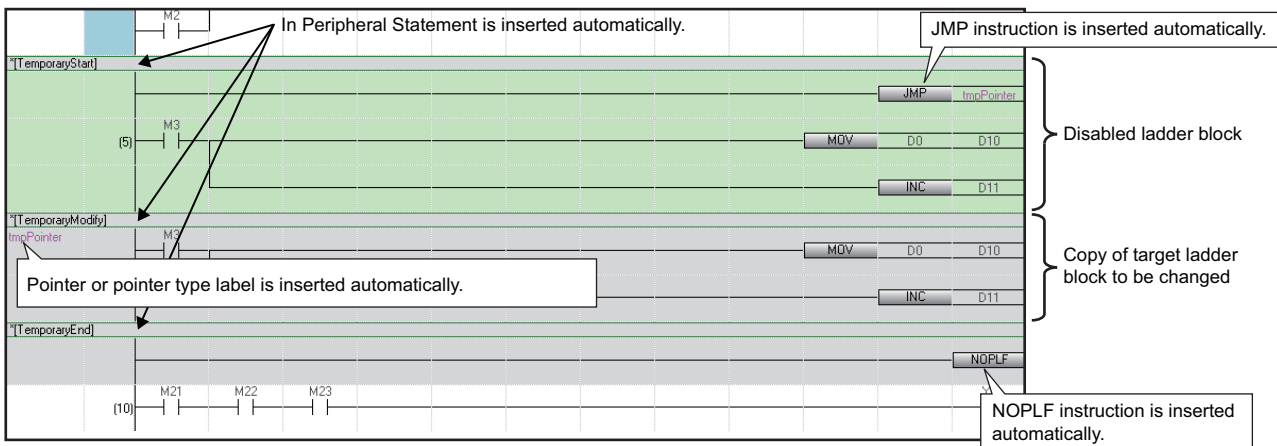 M2
In Peripheral Statement is inserted automatically.
JMP instruction is inserted automatically.
*[TemporaryStart]
JMP tmpPointer
Disabled ladder block
M3
(5) MOV D0 D10
INC D11
*[TemporaryModify]
tmpPointer M3
MOV D0 D10
Copy of target ladder
block to be changed
Pointer or pointer type label is inserted automatically.
INC D11
*[TemporaryEnd]
NOPLF
M21 M22 M23
(10)
NOPLF instruction is inserted
automatically.